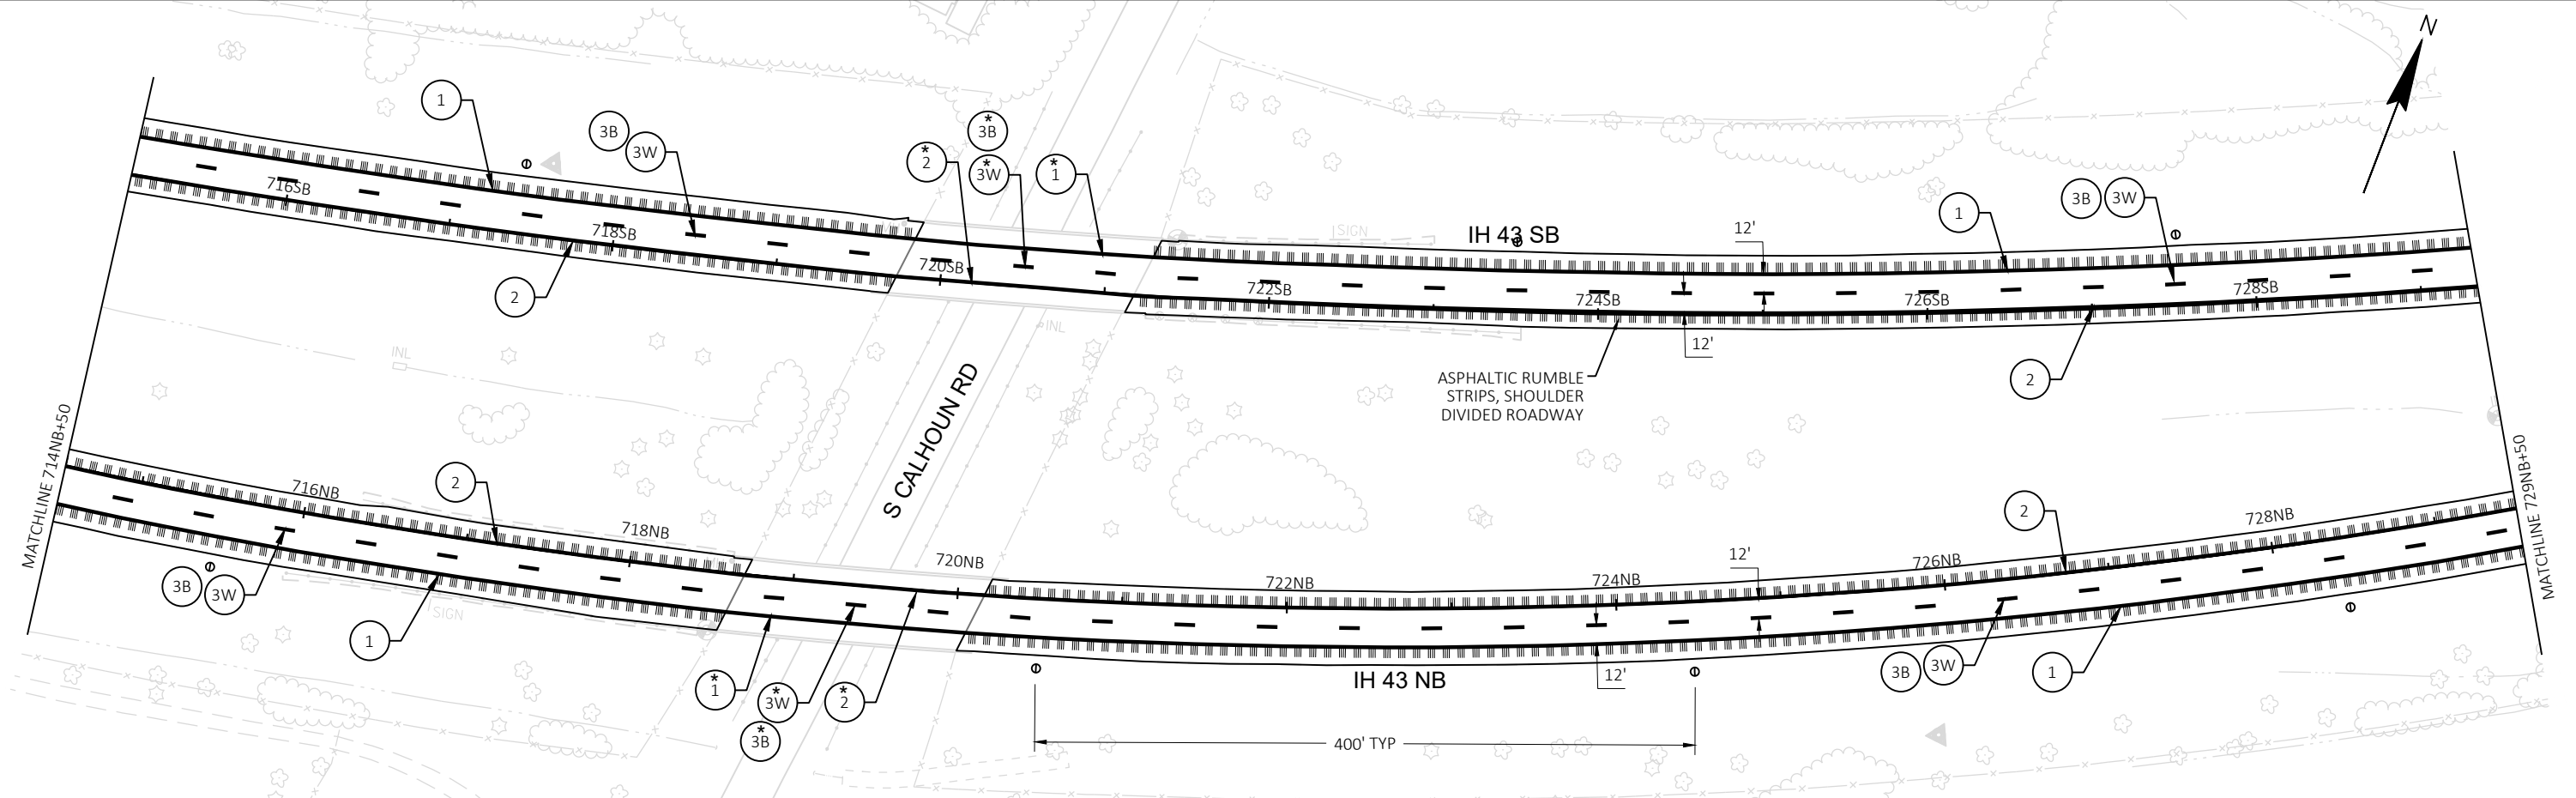 N
1
3B
3W
*
3B
*
2
*
3W
*
1
1
3B
3W
716SB
718SB
720SB
722SB
724SB
726SB
728SB
SIGN
IH 43 SB
12'
12'
2
2
INL
INL
ASPHALTIC RUMBLE
STRIPS, SHOULDER
DIVIDED ROADWAY
S CALHOUN RD
MATCHLINE 714NB+50
MATCHLINE 729NB+50
716NB
718NB
720NB
722NB
724NB
726NB
728NB
2
2
12'
12'
3B
3W
SIGN
1
*
1
*
3W
*
2
*
3B
IH 43 NB
3B
3W
1
400' TYP